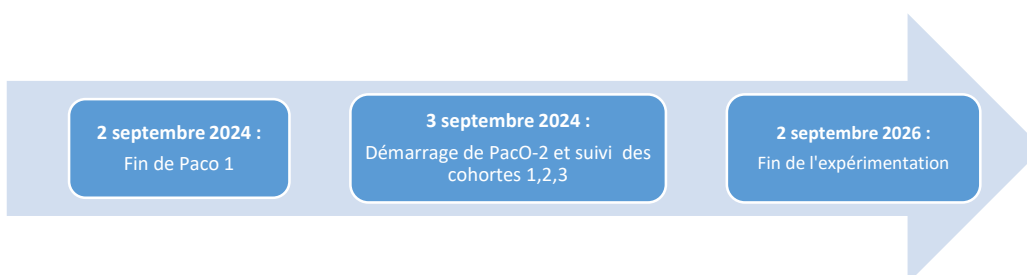 2 septembre 2024 :
Fin de Paco 1
3 septembre 2024 :
Démarrage de PacO-2 et suivi des
cohortes 1,2,3
2 septembre 2026 :
Fin de l'expérimentation